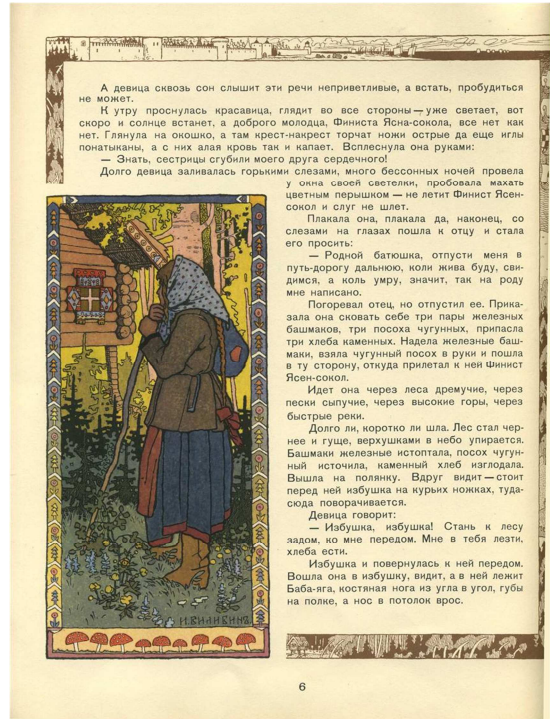 А девица сквозь сон слышит эти речи неприветливые, а встать, пробудиться
не может.
К утру проснулась красавица, глядит во все стороны — уже светает, вот
скоро и солнце встанет, а доброго молодца, Финиста Ясна-сокола, все нет как
нет. Глянула на окошко, а там крест-накрест торчат ножи острые да еще иглы
понатыканы, а с них алая кровь так и капает. Всплеснула она руками:
— Знать, сестрицы сгубили моего друга сердечного!
Долго девица заливалась горькими слезами, много бессонных ночей провела
у окна своей светелки, пробовала махать
цветным перышком — не летит Финист Ясен-
сокол и слуг не шлет.
Плакала она, плакала да, наконец, со
слезами на глазах пошла к отцу и стала
его просить:
— Родной батюшка, отпусти меня в
путь-дорогу дальнюю, коли жива буду, сви-
димся, а коль умру, значит, так на роду
мне написано.
Погоревал отец, но отпустил ее. Прика-
зала она сковать себе три пары железных
башмаков, три посоха чугунных, припасла
три хлеба каменных. Надела железные баш-
маки, взяла чугунный посох в руки и пошла
в ту сторону, откуда прилетал к ней Финист
Ясен-сокол.
Идет она через леса дремучие, через
пески сыпучие, через высокие горы, через
быстрые реки.
Долго ли, коротко ли шла. Лес стал чер-
нее и гуще, верхушками в небо упирается.
Башмаки железные истоптала, посох чугун-
ный источила, каменный хлеб изглодала.
Вышла на полянку. Вдруг видит — стоит
перед ней избушка на курьих ножках, туда-
сюда поворачивается.
Девица говорит:
— Избушка, избушка! Стань к лесу
задом, ко мне передом. Мне в тебя лезти,
хлеба ести.
Избушка и повернулась к ней передом.
Вошла она в избушку, видит, а в ней лежит
Баба-яга, костяная нога из угла в угол, губы
на полке, а нос в потолок врос.
И.БИЛИБИНЪ
6